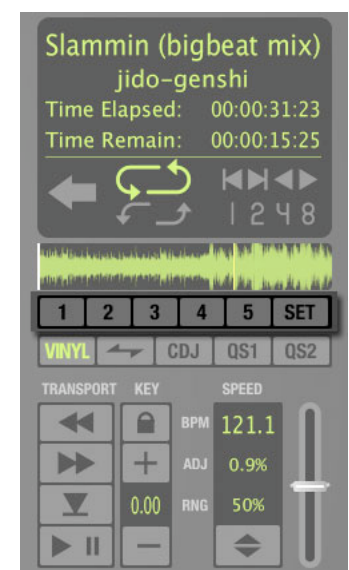 Slammin (bigbeat mix)
jido-genshi
Time Elapsed: 00:00:31:23
Time Remain: 00:00:15:25
1 2 4 8
1 2 3 4 5 SET
VINYL CDJ QS1 QS2
TRANSPORT KEY SPEED
BPM 121.1
ADJ 0.9%
0.00 RNG 50%